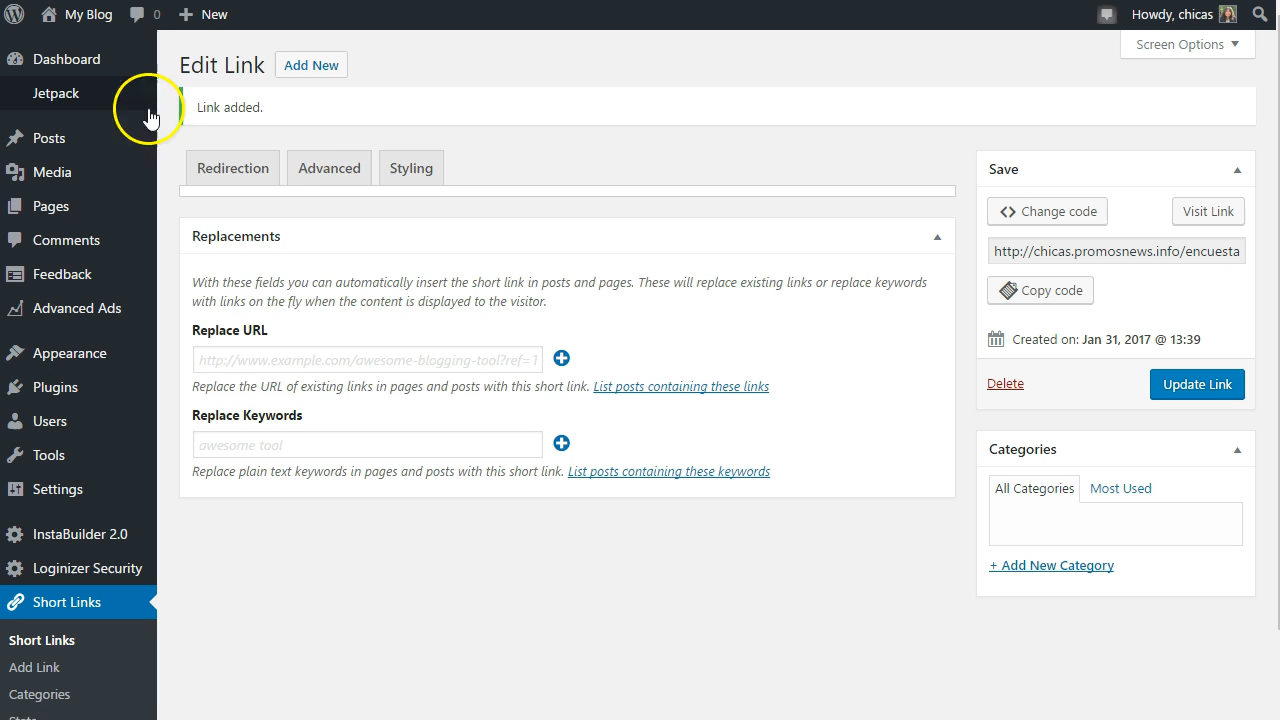 My Blog
0
New
Howdy, chicas
Dashboard
Jetpack
Posts
Media
Pages
Comments
Feedback
Advanced Ads
Appearance
Plugins
Users
Tools
Settings
InstaBuilder 2.0
Loginizer Security
Short Links
Short Links
Add Link
Categories
Stats
Screen Options
Edit Link
Add New
Link added.
Redirection
Advanced
Styling
Replacements
With these fields you can automatically insert the short link in posts and pages. These will replace existing links or replace keywords
with links on the fly when the content is displayed to the visitor.
Replace URL
http://www.example.com/awesome-blogging-tool?ref=1
Replace the URL of existing links in pages and posts with this short link. List posts containing these links
Replace Keywords
awesome tool
Replace plain text keywords in pages and posts with this short link. List posts containing these keywords
Save
Change code
Visit Link
http://chicas.promosnews.info/encuesta
Copy code
Created on: Jan 31, 2017 @ 13:39
Delete
Update Link
Categories
All Categories
Most Used
+ Add New Category